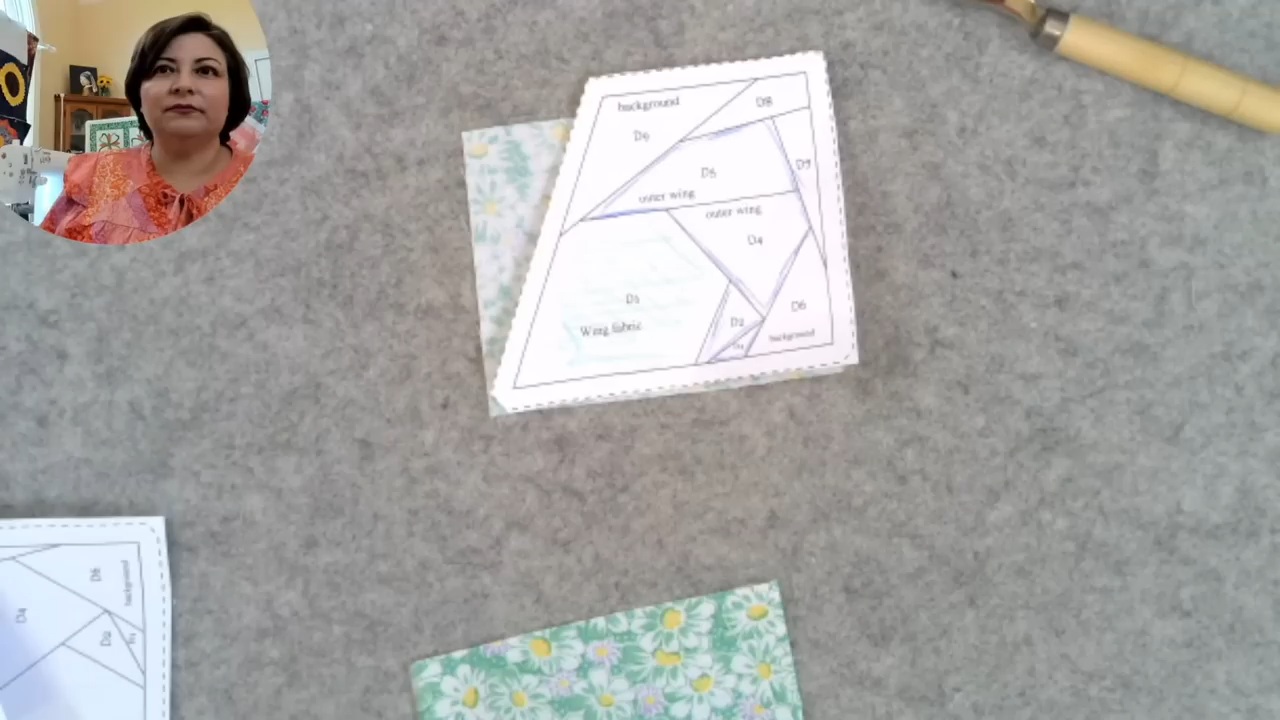 background
D8
D9
D5
D7
outer wing
outer wing
D4
D1
Wing fabric
D2
D6
background
D6
background
D4
D2